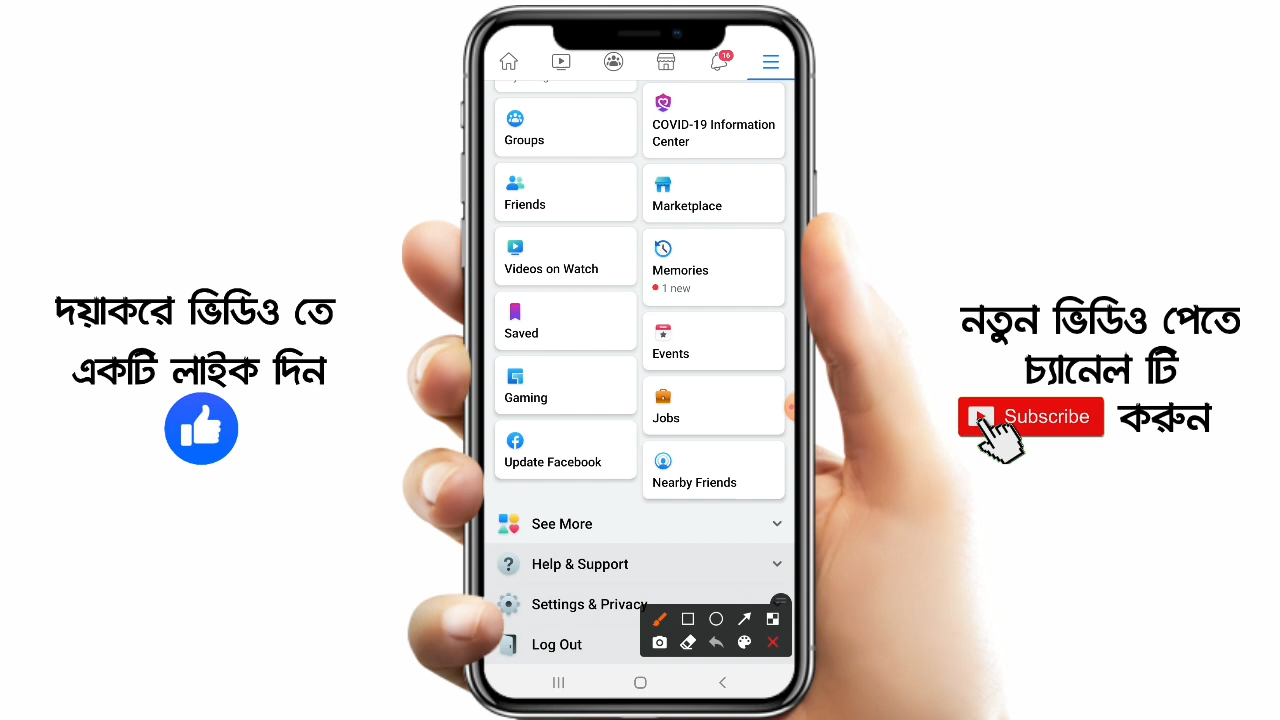 দয়াকরে ভিডিও তে
একটি লাইক দিন
16
Groups
Friends
Videos on Watch
Saved
Gaming
Update Facebook
COVID-19 Information
Center
Marketplace
Memories
1 new
Events
Jobs
Nearby Friends
See More
Help & Support
Settings & Privacy
Log Out
নতুন ভিডিও পেতে
চ্যানেল টি
Subscribe করুন